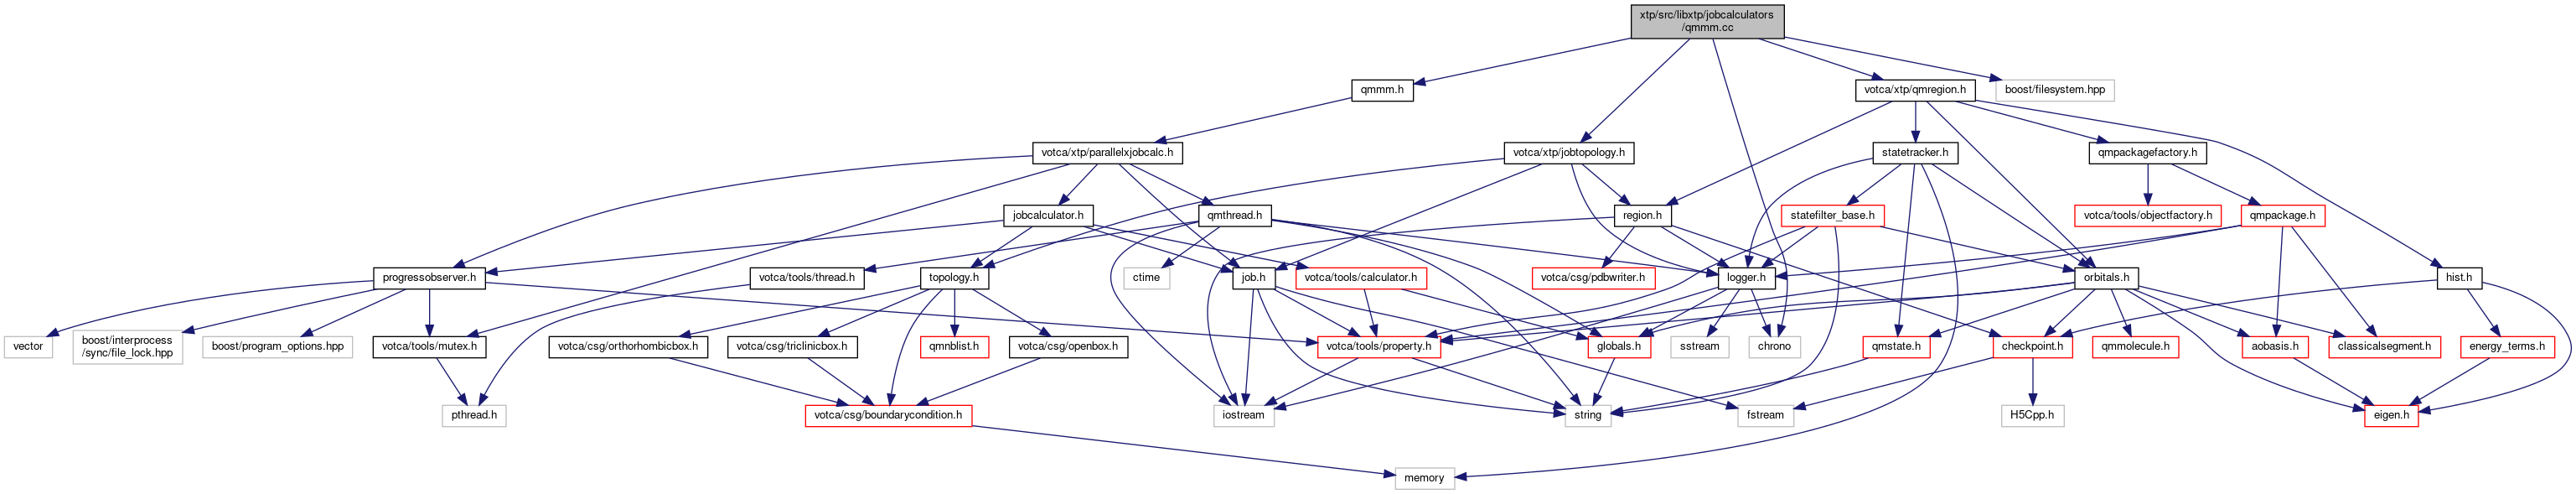 xtp/src/libxtp/jobcalculators
/qmmm.cc
qmmm.h
votca/xtp/qmregion.h
boost/filesystem.hpp
votca/xtp/parallelxjobcalc.h
votca/xtp/jobtopology.h
statetracker.h
qmpackagefactory.h
jobcalculator.h
qmthread.h
region.h
statefilter_base.h
votca/tools/objectfactory.h
qmpackage.h
progressobserver.h
votca/tools/thread.h
topology.h
ctime
job.h
votca/tools/calculator.h
votca/csg/pdbwriter.h
logger.h
orbitals.h
hist.h
vector
boost/interprocess
/sync/file_lock.hpp
boost/program_options.hpp
votca/tools/mutex.h
votca/csg/orthorhombicbox.h
votca/csg/triclinicbox.h
qmnblist.h
votca/csg/openbox.h
votca/tools/property.h
globals.h
sstream
chrono
qmstate.h
checkpoint.h
qmmolecule.h
aobasis.h
classicalsegment.h
energy_terms.h
pthread.h
votca/csg/boundarycondition.h
iostream
string
fstream
H5Cpp.h
eigen.h
memory